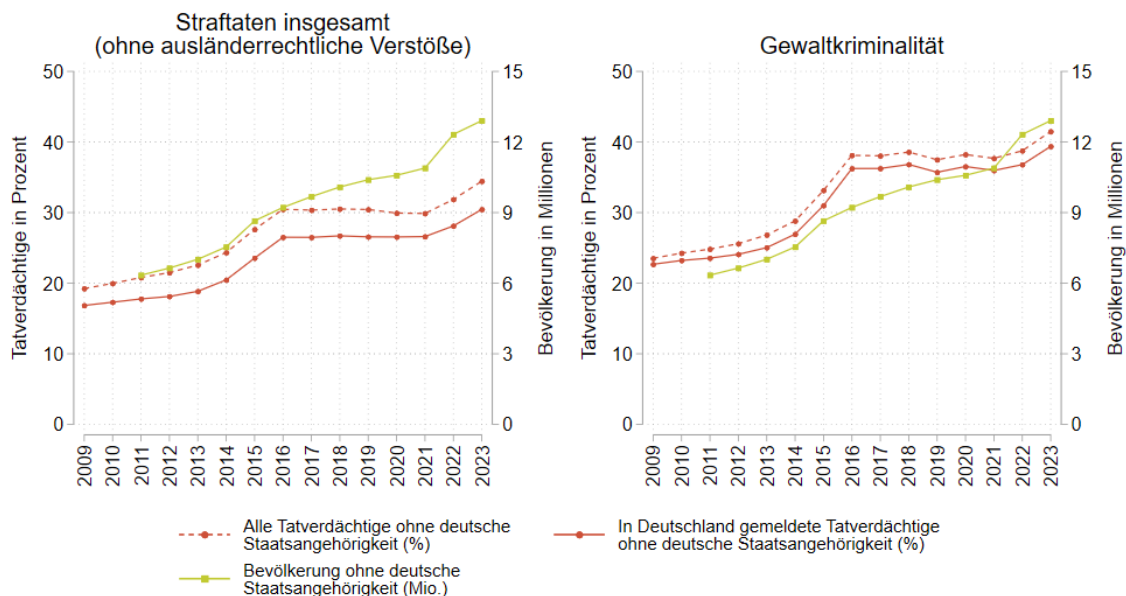 Straftaten insgesamt
(ohne ausländerrechtliche Verstöße)
50
40
30
20
10
0
Tatverdächtige in Prozent
15
12
9
6
3
0
Bevölkerung in Millionen
2009 2010 2011 2012 2013 2014 2015 2016 2017 2018 2019 2020 2021 2022 2023
Gewaltkriminalität
50
40
30
20
10
0
Tatverdächtige in Prozent
15
12
9
6
3
0
Bevölkerung in Millionen
2009 2010 2011 2012 2013 2014 2015 2016 2017 2018 2019 2020 2021 2022 2023
Alle Tatverdächtige ohne deutsche
Staatsangehörigkeit (%)
In Deutschland gemeldete Tatverdächtige
ohne deutsche Staatsangehörigkeit (%)
Bevölkerung ohne deutsche
Staatsangehörigkeit (Mio.)